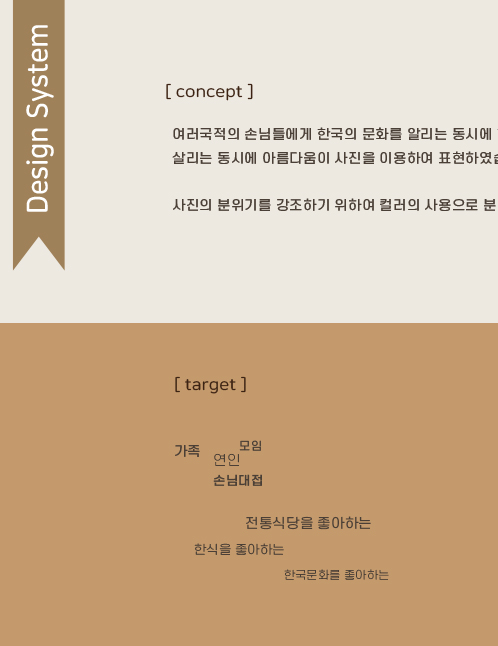 Design System
[ concept ]
여러국적의 손님들에게 한국의 문화를 알리는 동시에
살리는 동시에 아름다움이 사진을 이용하여 표현하였습
사진의 분위기를 강조하기 위하여 컬러의 사용으로 분
[ target ]
가족
모임
연인
손님대접
전통식당을 좋아하는
한식을 좋아하는
한국문화를 좋아하는